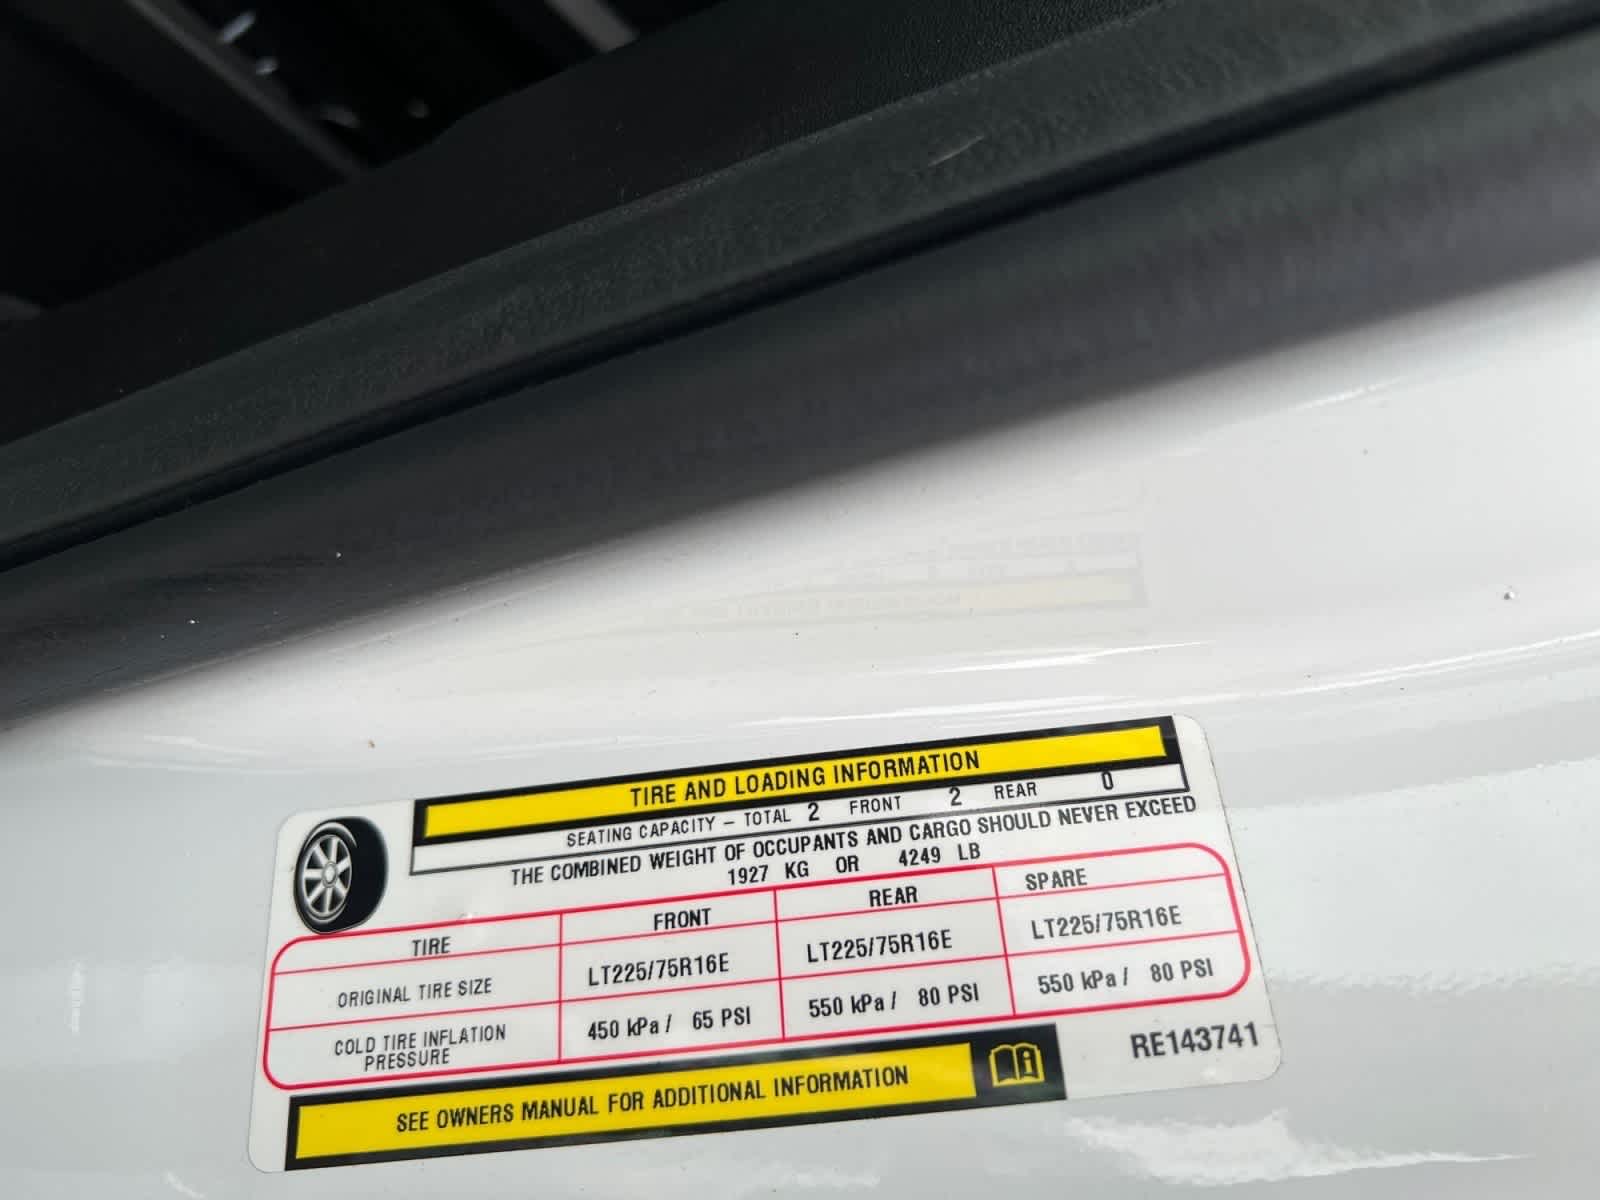 TIRE AND LOADING INFORMATION
SEATING CAPACITY – TOTAL 2 FRONT 2 REAR 0
THE COMBINED WEIGHT OF OCCUPANTS AND CARGO SHOULD NEVER EXCEED
1927 KG OR 4249 LB
TIRE FRONT REAR SPARE
ORIGINAL TIRE SIZE LT225/75R16E LT225/75R16E LT225/75R16E
COLD TIRE INFLATION PRESSURE 450 kPa / 65 PSI 550 kPa / 80 PSI 550 kPa / 80 PSI
SEE OWNERS MANUAL FOR ADDITIONAL INFORMATION
RE143741